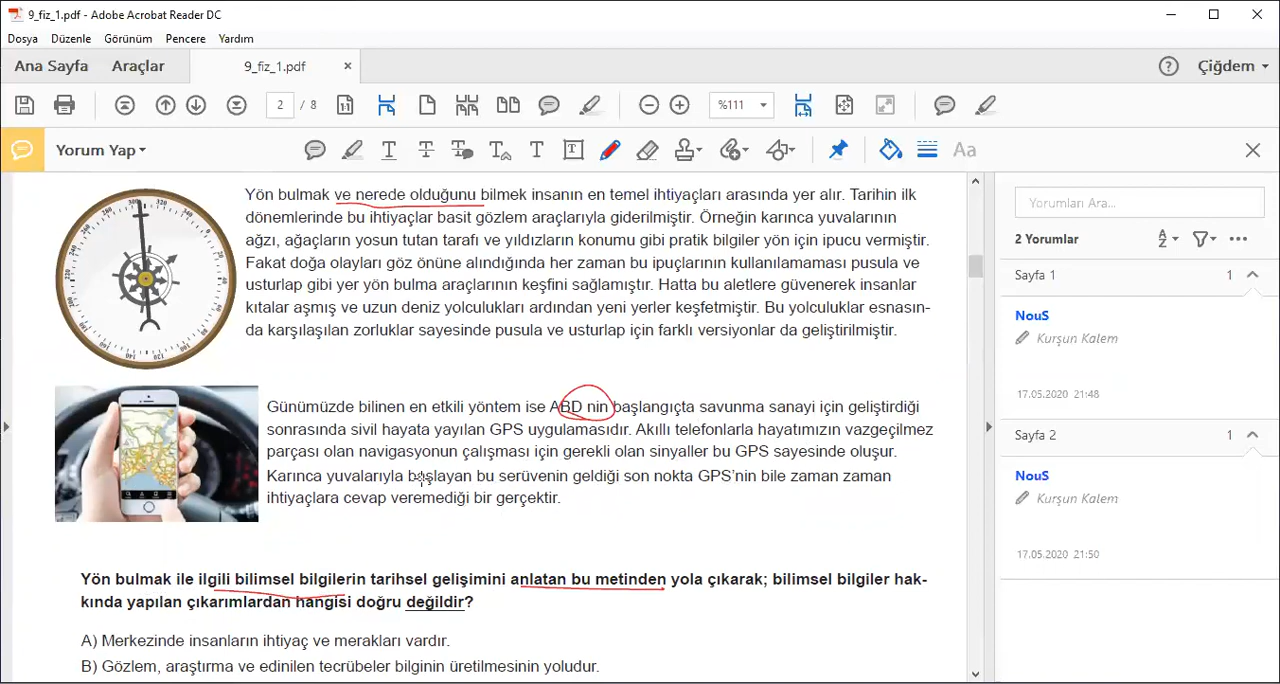 9_fiz_1.pdf - Adobe Acrobat Reader DC
Dosya Düzenle Görünüm Pencere Yardım
Ana Sayfa Araçlar 9_fiz_1.pdf × ? Çiğdem
2 / 8 %111
Yorum Yap Aa
Yön bulmak ve nerede olduğunu bilmek insanın en temel ihtiyaçları arasında yer alır. Tarihin ilk
dönemlerinde bu ihtiyaçlar basit gözlem araçlarıyla giderilmiştir. Örneğin karınca yuvalarının
ağzı, ağaçların yosun tutan tarafı ve yıldızların konumu gibi pratik bilgiler yön için ipucu vermiştir.
Fakat doğa olayları göz önüne alındığında her zaman bu ipuçlarının kullanılamaması pusula ve
usturlap gibi yer yön bulma araçlarının keşfini sağlamıştır. Hatta bu aletlere güvenerek insanlar
kıtalar aşmış ve uzun deniz yolculukları ardından yeni yerler keşfetmiştir. Bu yolculuklar esnasın-
da karşılaşılan zorluklar sayesinde pusula ve usturlap için farklı versiyonlar da geliştirilmiştir.
Günümüzde bilinen en etkili yöntem ise ABD nin başlangıçta savunma sanayi için geliştirdiği
sonrasında sivil hayata yayılan GPS uygulamasıdır. Akıllı telefonlarla hayatımızın vazgeçilmez
parçası olan navigasyonun çalışması için gerekli olan sinyaller bu GPS sayesinde oluşur.
Karınca yuvalarıyla başlayan bu serüvenin geldiği son nokta GPS’nin bile zaman zaman
ihtiyaçlara cevap veremediği bir gerçektir.
Yön bulmak ile ilgili bilimsel bilgilerin tarihsel gelişimini anlatan bu metinden yola çıkarak; bilimsel bilgiler hak-
kında yapılan çıkarımlardan hangisi doğru değildir?
A) Merkezinde insanların ihtiyaç ve merakları vardır.
B) Gözlem, araştırma ve edinilen tecrübeler bilginin üretilmesinin yoludur.
Yorumları Ara...
2 Yorumlar
Sayfa 1 1
NouS
Kurşun Kalem
17.05.2020 21:48
Sayfa 2 1
NouS
Kurşun Kalem
17.05.2020 21:50